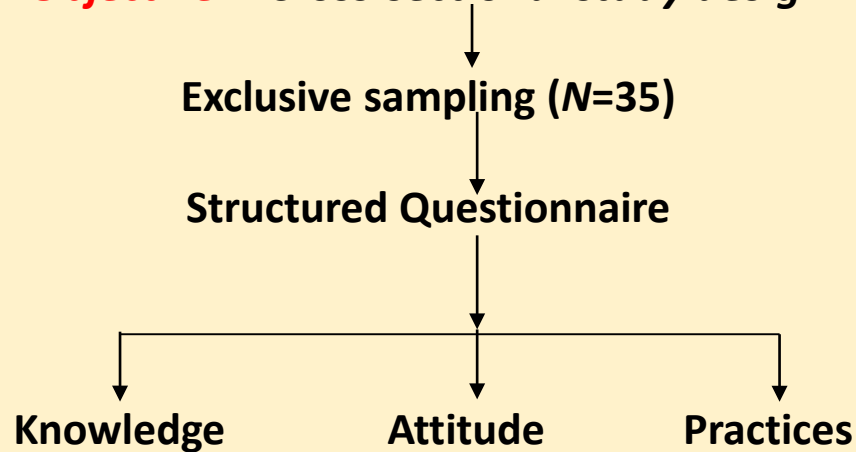 Exclusive sampling (N=35)
Structured Questionnaire
Knowledge Attitude Practices